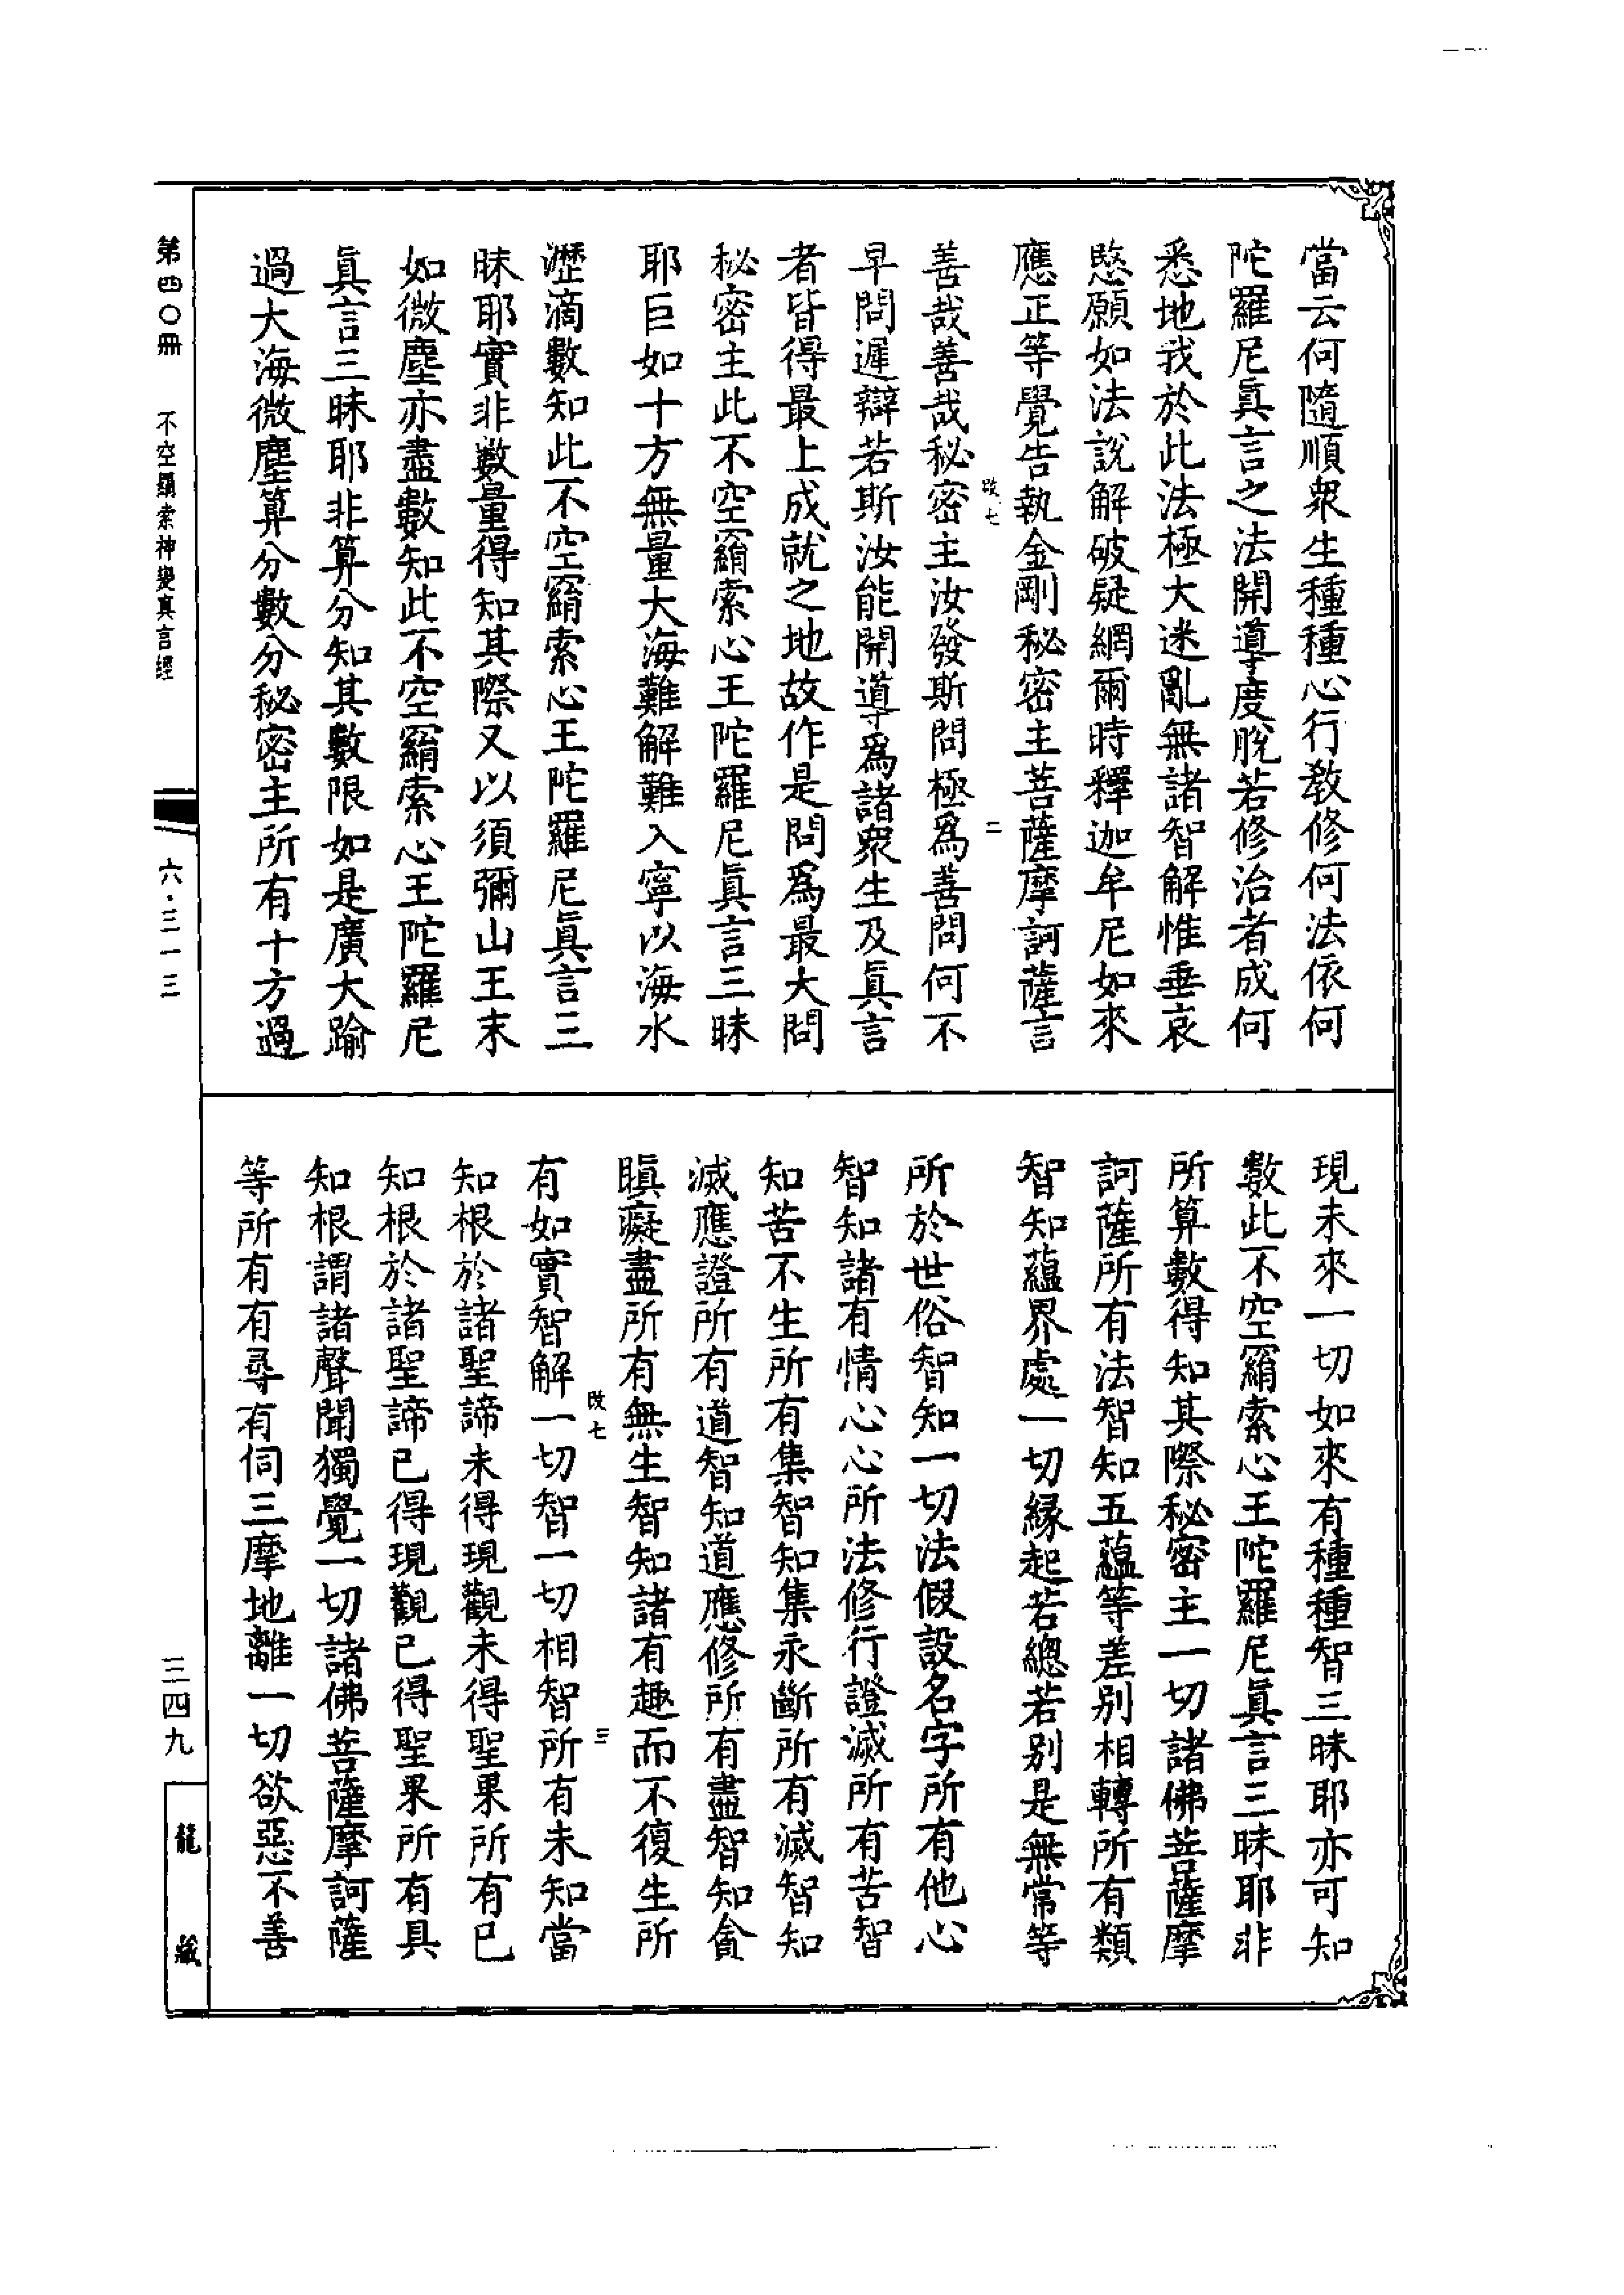 當云何隨順衆生種種心行敎修何法依何
陀羅尼眞言之法開導度脫若修治者成何
悉地我於此法極大迷亂無諸智解惟垂哀
愍願如法說解破疑網爾時釋迦牟尼如來
應正等覺告執金剛秘密主菩薩摩訶薩言
改七 二
善哉善哉秘密主汝發斯問極爲善問何不
早問遲辯若斯汝能開導爲諸衆生及眞言
者皆得最上成就之地故作是問爲最大問
秘密主此不空罥索心王陀羅尼眞言三昧
耶巨如十方無量大海難解難入寧以海水
瀝滴數知此不空罥索心王陀羅尼眞言三
昧耶實非數量得知其際又以須彌山王末
如微塵亦盡數知此不空罥索心王陀羅尼
眞言三昧耶非算分知其數限如是廣大踰
過大海微塵算分數分秘密主所有十方過
現未來一切如來有種種智三昧耶亦可知
數此不空罥索心王陀羅尼眞言三昧耶非
所算數得知其際秘密主一切諸佛菩薩摩
訶薩所有法智知五蘊等差別相轉所有類
智知蘊界處一切緣起若總若別是無常等
所於世俗智知一切法假設名字所有他心
智知諸有情心心所法修行證滅所有苦智
知苦不生所有集智知集永斷所有滅智知
滅應證所有道智知道應修所有盡智知貪
瞋癡盡所有無生智知諸有趣而不復生所
改七 三
有如實智解一切智一切相智所有未知當
知根於諸聖諦未得現觀未得聖果所有已
知根於諸聖諦已得現觀已得聖果所有具
知根謂諸聲聞獨覺一切諸佛菩薩摩訶薩
等所有有尋有伺三摩地離一切欲惡不善
第四〇冊 不空羂索神變真言經 六·三一三
三四九 龍藏